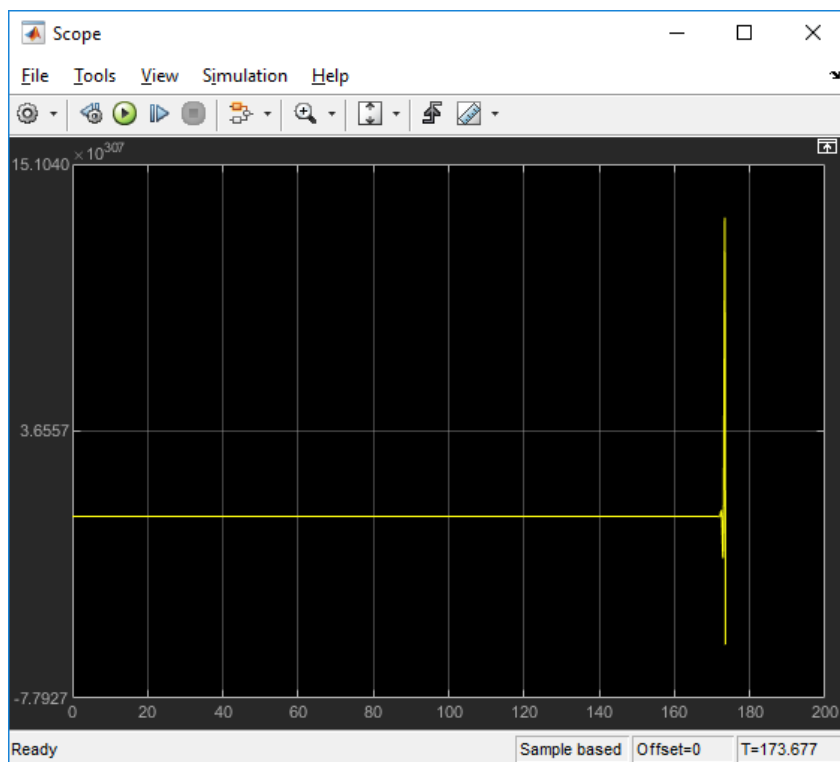 Scope
File Tools View Simulation Help
×10^307
15.1040
3.6557
-7.7927
0 20 40 60 80 100 120 140 160 180 200
Ready Sample based Offset=0 T=173.677